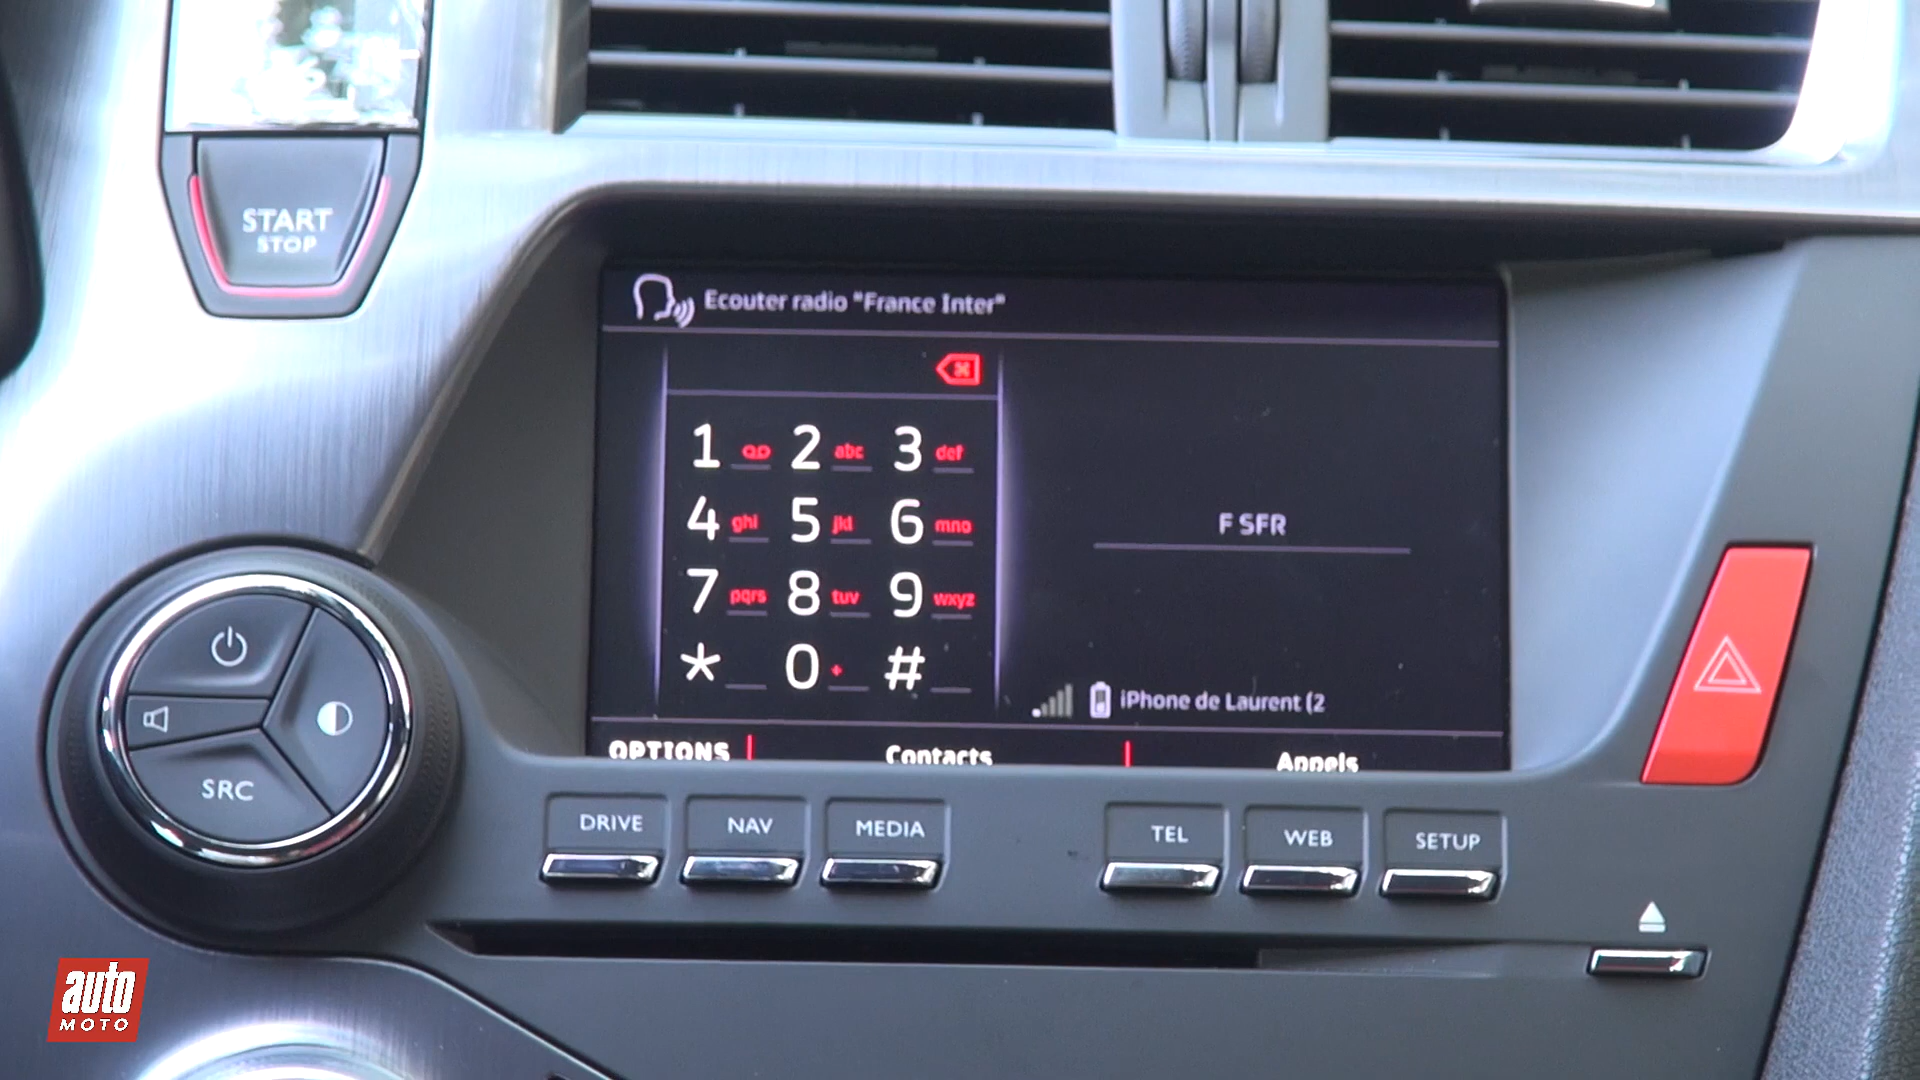 START
STOP
Ecouter radio "France Inter"
1 2 abc 3 def
4 ghi 5 jkl 6 mno
7 pqrs 8 tuv 9 wxyz
* 0 + #
F SFR
iPhone de Laurent (2
OPTIONS Contacts Appels
SRC
DRIVE NAV MEDIA TEL WEB SETUP
auto
MOTO